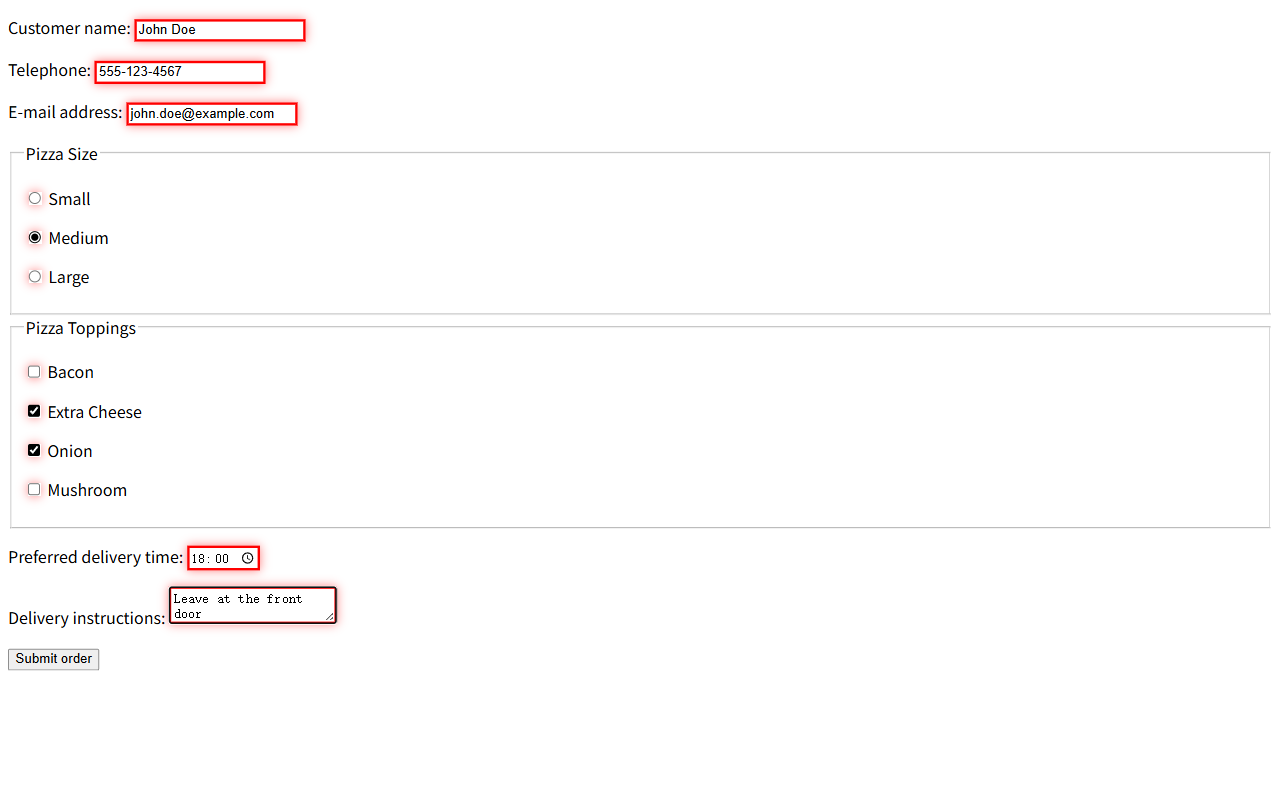 Customer name: John Doe
Telephone: 555-123-4567
E-mail address: john.doe@example.com
Pizza Size
Small
Medium
Large
Pizza Toppings
Bacon
Extra Cheese
Onion
Mushroom
Preferred delivery time: 18:00
Delivery instructions: Leave at the front
door
Submit order